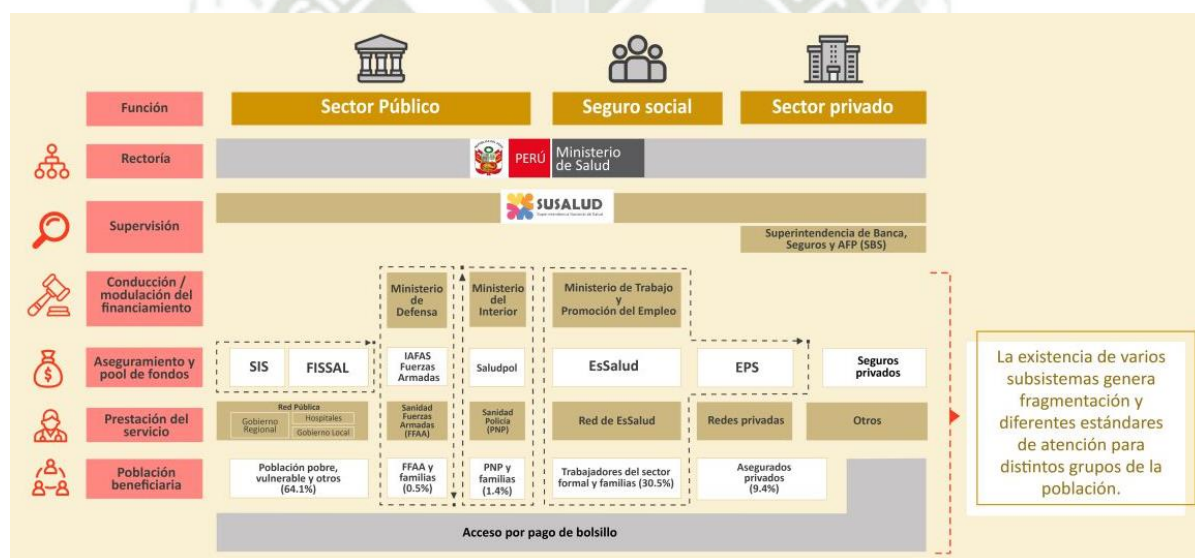 Función
Sector Público
Seguro social
Sector privado
Rectoría
PERÚ
Ministerio
de Salud
Supervisión
SUSALUD
Superintendencia Nacional de Salud
Superintendencia de Banca,
Seguros y AFP (SBS)
Conducción /
modulación del
financiamiento
Ministerio
de
Defensa
Ministerio
del
Interior
Ministerio de Trabajo
y
Promoción del Empleo
Aseguramiento y
pool de fondos
SIS
FISSAL
IAFAS
Fuerzas
Armadas
Saludpol
EsSalud
EPS
Seguros
privados
Prestación del
servicio
Red Pública
Gobierno
Regional
Hospitales
Gobierno Local
Sanidad
Fuerzas
Armadas
(FFAA)
Sanidad
Policía
(PNP)
Red de EsSalud
Redes privadas
Otros
Población
beneficiaria
Población pobre,
vulnerable y otros
(64.1%)
FFAA y
familias
(0.5%)
PNP y
familias
(1.4%)
Trabajadores del sector
formal y familias (30.5%)
Asegurados
privados
(9.4%)
Acceso por pago de bolsillo
La existencia de varios
subsistemas genera
fragmentación y
diferentes estándares
de atención para
distintos grupos de la
población.